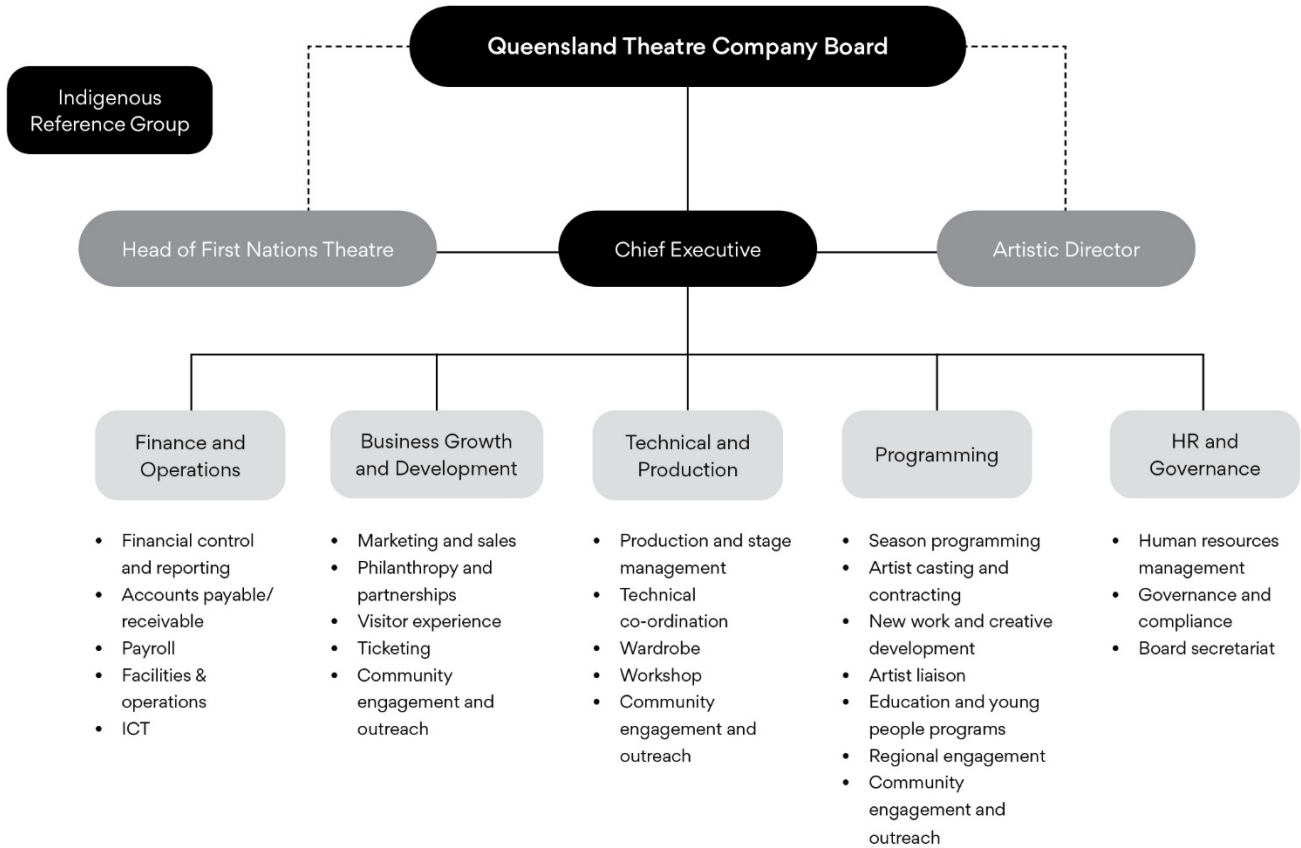 Queensland Theatre Company Board
Indigenous
Reference Group
Head of First Nations Theatre
Chief Executive
Artistic Director
Finance and
Operations
• Financial control
and reporting
• Accounts payable/
receivable
• Payroll
• Facilities &
operations
• ICT
Business Growth
and Development
• Marketing and sales
• Philanthropy and
partnerships
• Visitor experience
• Ticketing
• Community
engagement and
outreach
Technical and
Production
• Production and stage
management
• Technical
co-ordination
• Wardrobe
• Workshop
• Community
engagement and
outreach
Programming
• Season programming
• Artist casting and
contracting
• New work and creative
development
• Artist liaison
• Education and young
people programs
• Regional engagement
• Community
engagement and
outreach
HR and
Governance
• Human resources
management
• Governance and
compliance
• Board secretariat